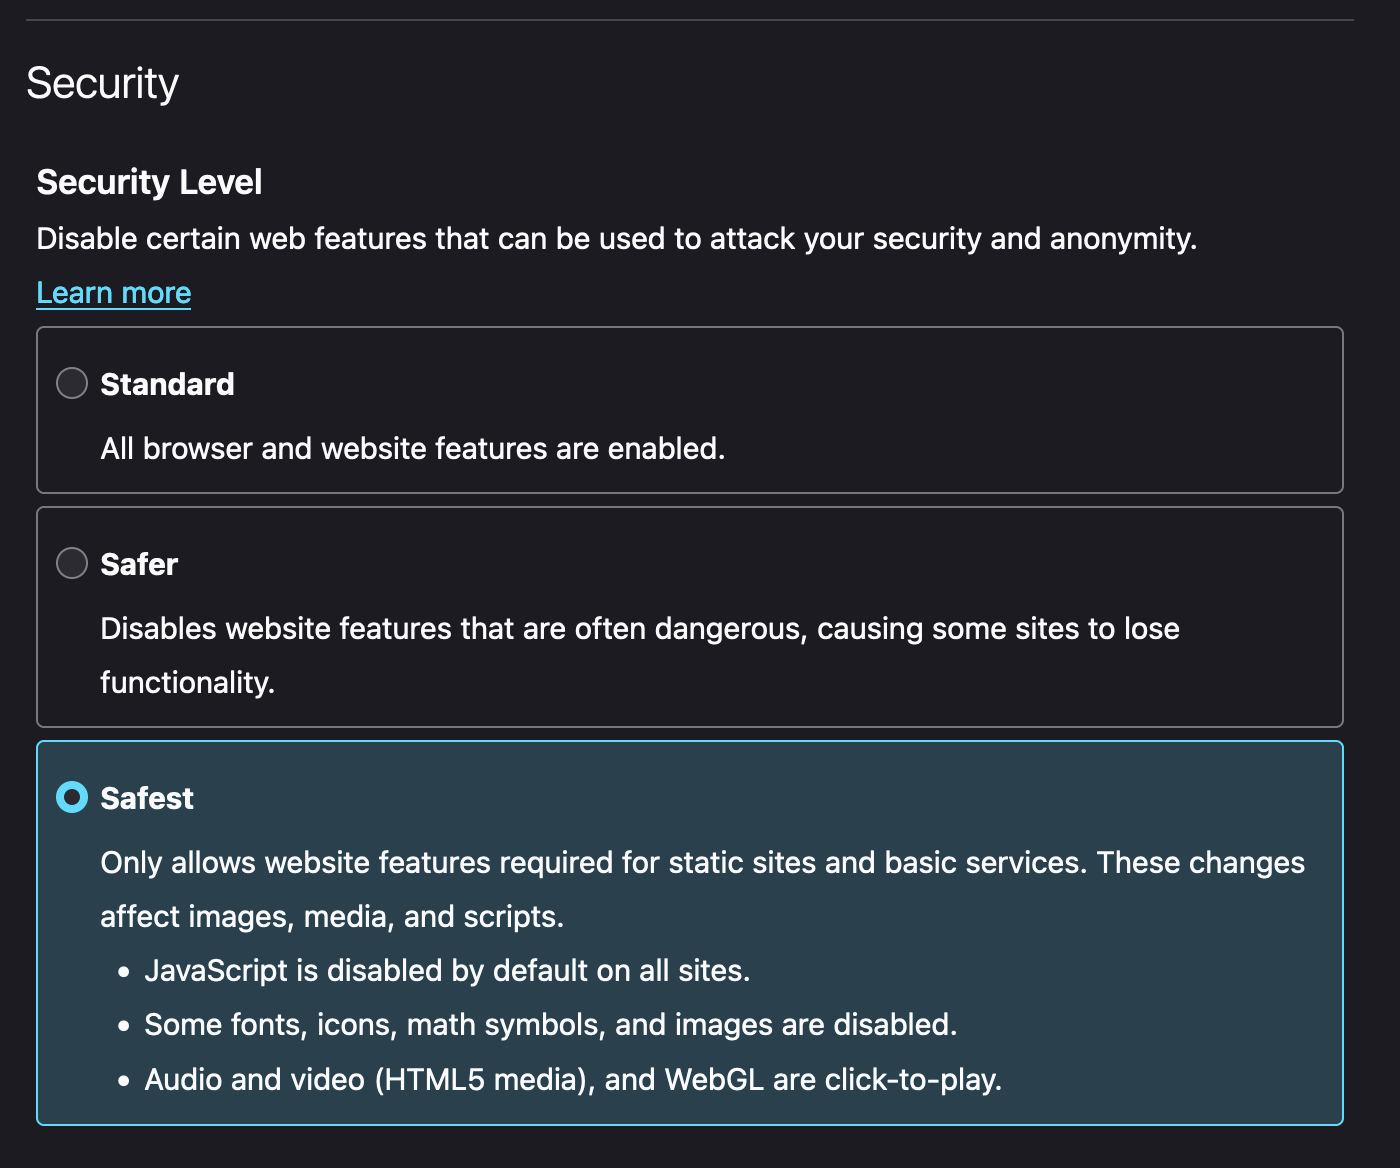 Security
Security Level
Disable certain web features that can be used to attack your security and anonymity.
Learn more
Standard
All browser and website features are enabled.
Safer
Disables website features that are often dangerous, causing some sites to lose
functionality.
Safest
Only allows website features required for static sites and basic services. These changes
affect images, media, and scripts.
• JavaScript is disabled by default on all sites.
• Some fonts, icons, math symbols, and images are disabled.
• Audio and video (HTML5 media), and WebGL are click-to-play.